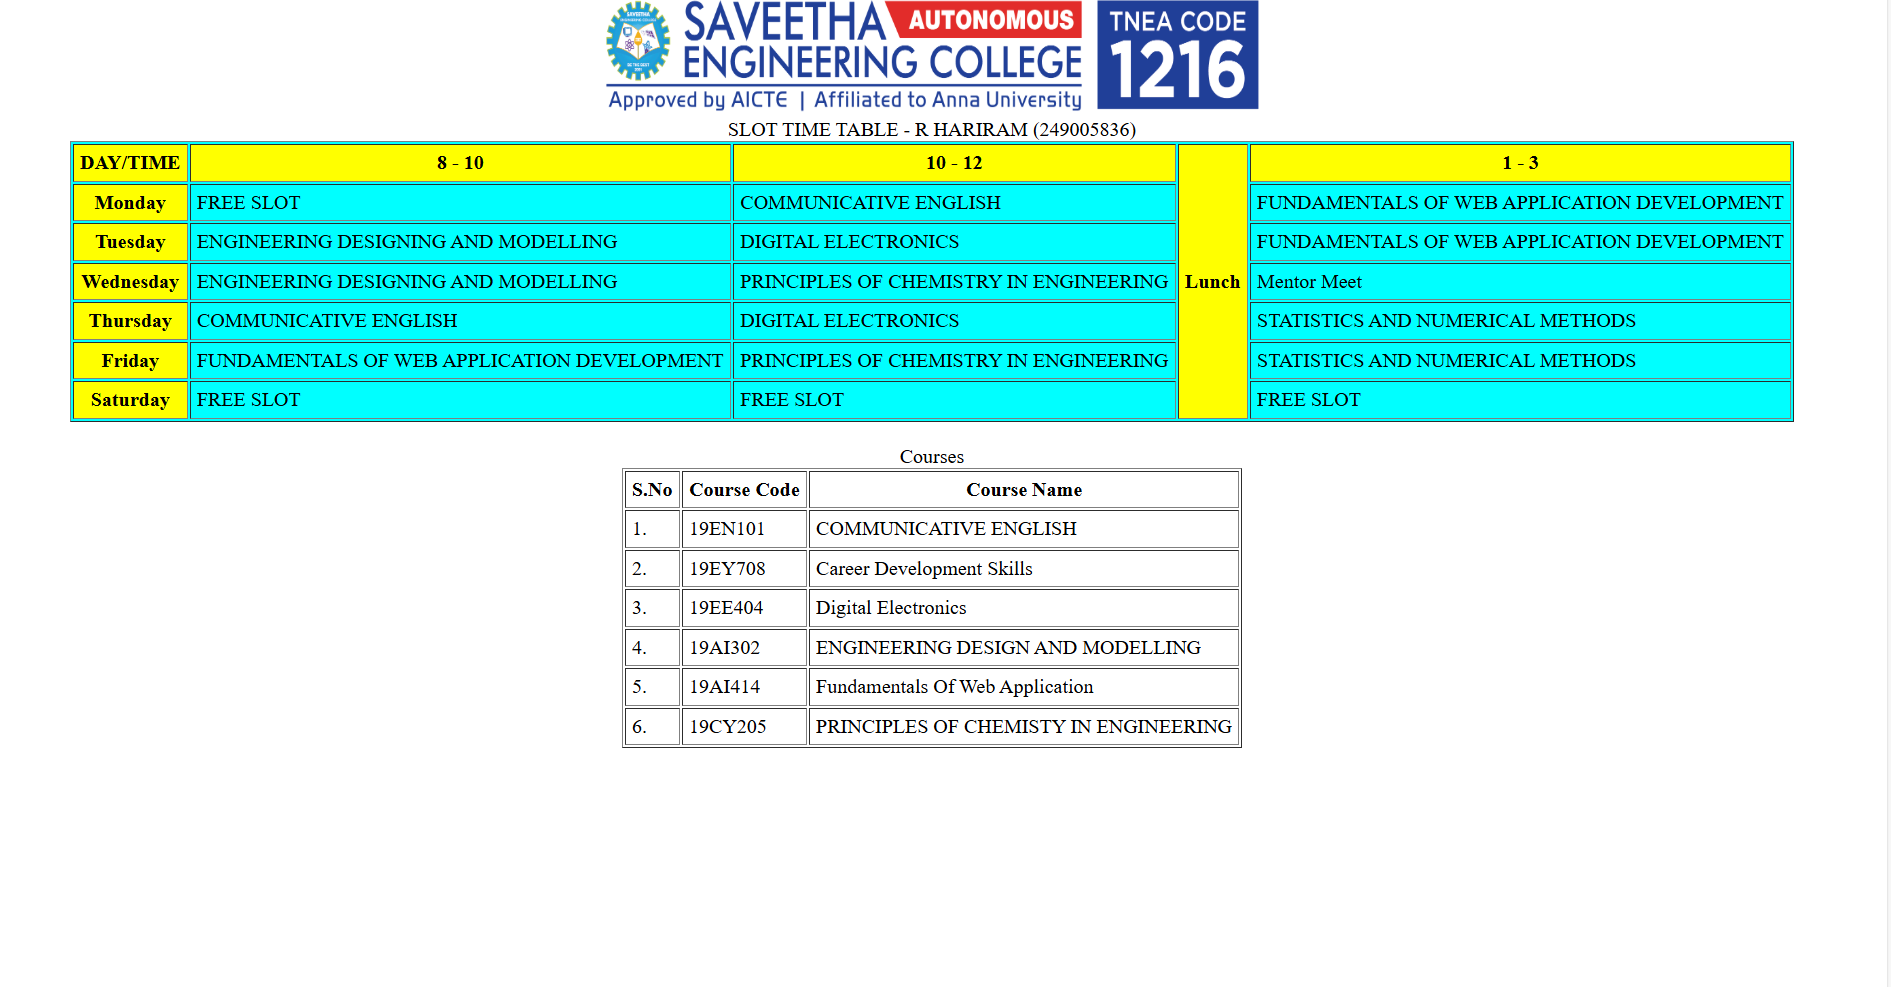 SAVEETHA AUTONOMOUS
ENGINEERING COLLEGE
Approved by AICTE | Affiliated to Anna University
TNEA CODE
1216
SLOT TIME TABLE - R HARIRAM (249005836)
DAY/TIME 8 - 10 10 - 12 Lunch 1 - 3
Monday FREE SLOT COMMUNICATIVE ENGLISH FUNDAMENTALS OF WEB APPLICATION DEVELOPMENT
Tuesday ENGINEERING DESIGNING AND MODELLING DIGITAL ELECTRONICS FUNDAMENTALS OF WEB APPLICATION DEVELOPMENT
Wednesday ENGINEERING DESIGNING AND MODELLING PRINCIPLES OF CHEMISTRY IN ENGINEERING Mentor Meet
Thursday COMMUNICATIVE ENGLISH DIGITAL ELECTRONICS STATISTICS AND NUMERICAL METHODS
Friday FUNDAMENTALS OF WEB APPLICATION DEVELOPMENT PRINCIPLES OF CHEMISTRY IN ENGINEERING STATISTICS AND NUMERICAL METHODS
Saturday FREE SLOT FREE SLOT FREE SLOT
Courses
S.No Course Code Course Name
1. 19EN101 COMMUNICATIVE ENGLISH
2. 19EY708 Career Development Skills
3. 19EE404 Digital Electronics
4. 19AI302 ENGINEERING DESIGN AND MODELLING
5. 19AI414 Fundamentals Of Web Application
6. 19CY205 PRINCIPLES OF CHEMISTY IN ENGINEERING